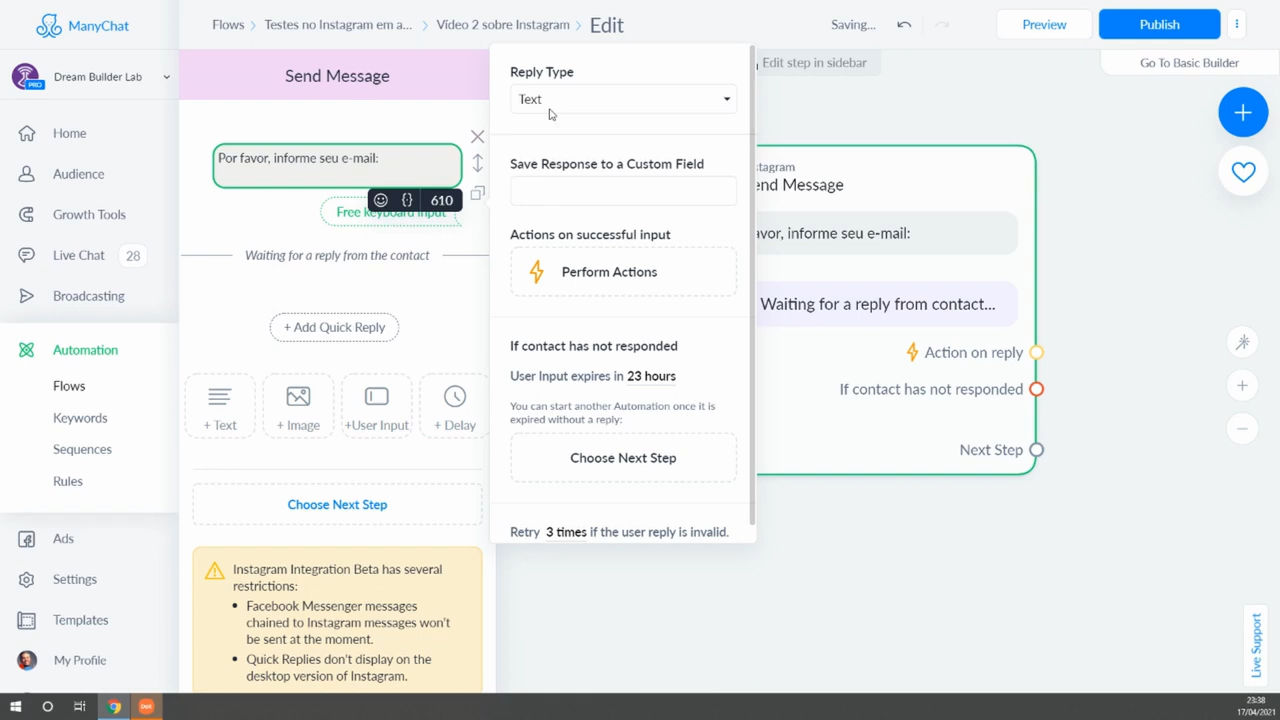 ManyChat
Flows
Testes no Instagram em a...
Vídeo 2 sobre Instagram
Edit
Saving...
Preview
Publish
Dream Builder Lab
PRO
Home
Audience
Growth Tools
Live Chat
28
Broadcasting
Automation
Flows
Keywords
Sequences
Rules
Ads
Settings
Templates
My Profile
Send Message
Por favor, informe seu e-mail:
610
Free keyboard input
Waiting for a reply from the contact
+ Add Quick Reply
+ Text
+ Image
+User Input
+ Delay
Choose Next Step
Instagram Integration Beta has several
restrictions:
Facebook Messenger messages
chained to Instagram messages won't
be sent at the moment.
Quick Replies don't display on the
desktop version of Instagram.
Reply Type
Text
Save Response to a Custom Field
Actions on successful input
Perform Actions
If contact has not responded
User Input expires in 23 hours
You can start another Automation once it is
expired without a reply:
Choose Next Step
Retry 3 times if the user reply is invalid.
Edit step in sidebar
Go To Basic Builder
stagram
end Message
avor, informe seu e-mail:
Waiting for a reply from contact...
Action on reply
If contact has not responded
Next Step
Live Support
Dot
23:38
17/04/2021